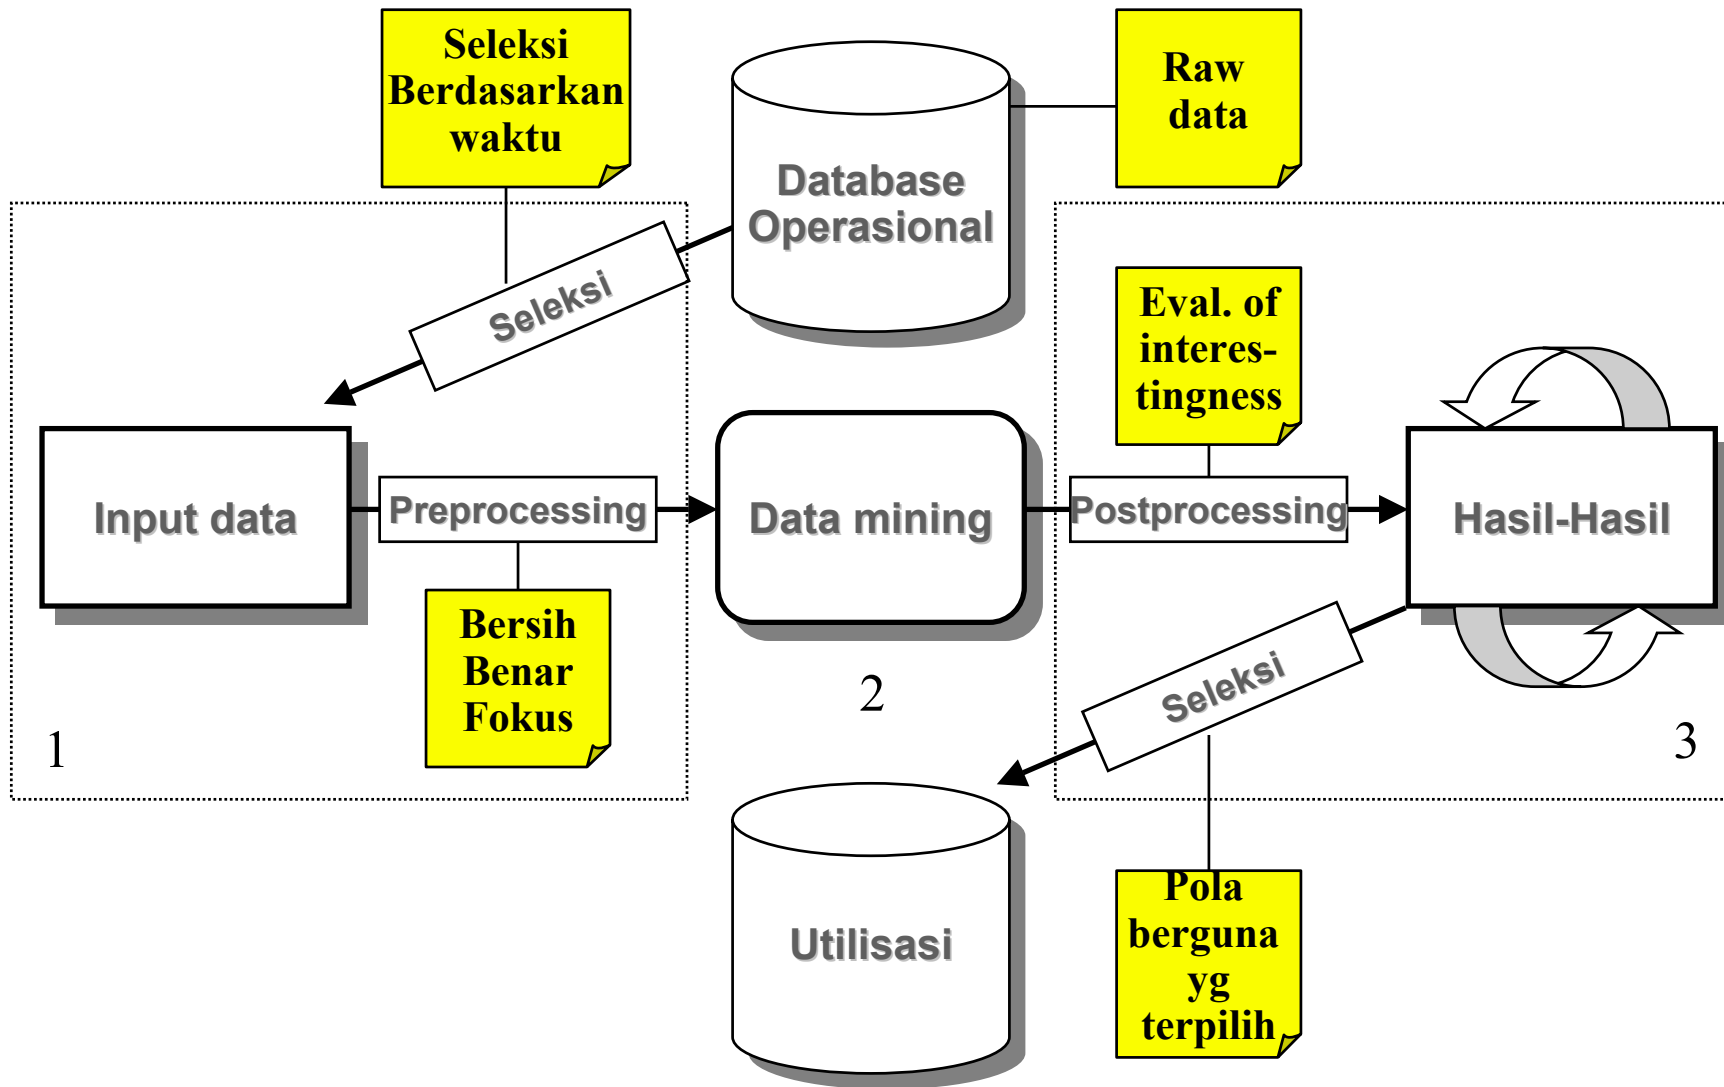 Seleksi
Berdasarkan
waktu
Database
Operasional
Raw
data
Seleksi
Eval. of
interes-
tingness
Input data
Preprocessing
Data mining
Postprocessing
Hasil-Hasil
Bersih
Benar
Fokus
1
2
Seleksi
3
Utilisasi
Pola
berguna
yg
terpilih